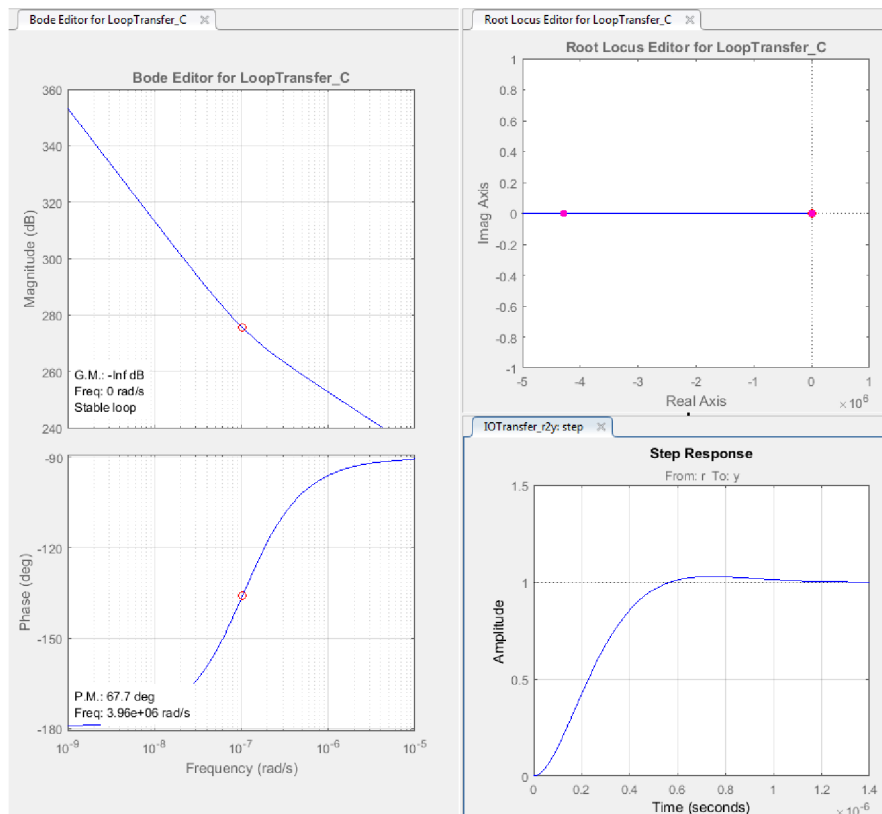 Bode Editor for LoopTransfer_C
Bode Editor for LoopTransfer_C
360
340
320
300
280
260
240
Magnitude (dB)
G.M.: -Inf dB
Freq: 0 rad/s
Stable loop
-90
-120
-150
-180
Phase (deg)
P.M.: 67.7 deg
Freq: 3.96e+06 rad/s
10^-9
10^-8
10^-7
10^-6
10^-5
Frequency (rad/s)
Root Locus Editor for LoopTransfer_C
Root Locus Editor for LoopTransfer_C
1
0.8
0.6
0.4
0.2
0
-0.2
-0.4
-0.6
-0.8
-1
Imag Axis
-5
-4
-3
-2
-1
0
1
Real Axis
×10^6
IOTransfer_r2y: step
Step Response
From: r To: y
1.5
1
0.5
0
Amplitude
0
0.2
0.4
0.6
0.8
1
1.2
1.4
Time (seconds)
×10^-6